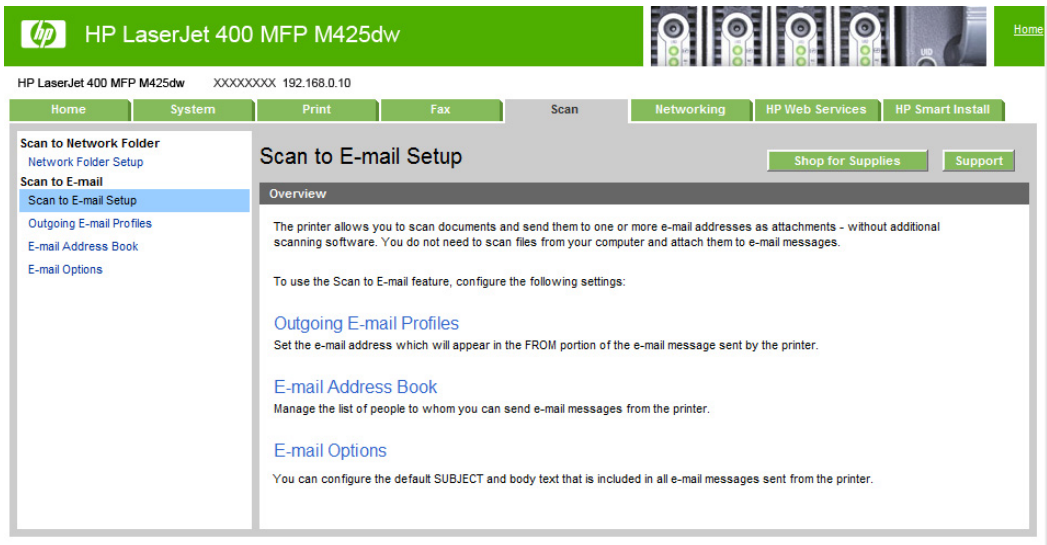 hp HP LaserJet 400 MFP M425dw
UID
Home
HP LaserJet 400 MFP M425dw XXXXXXXX 192.168.0.10
Home System Print Fax Scan Networking HP Web Services HP Smart Install
Scan to Network Folder
Network Folder Setup
Scan to E-mail
Scan to E-mail Setup
Outgoing E-mail Profiles
E-mail Address Book
E-mail Options
Scan to E-mail Setup
Shop for Supplies Support
Overview
The printer allows you to scan documents and send them to one or more e-mail addresses as attachments - without additional
scanning software. You do not need to scan files from your computer and attach them to e-mail messages.
To use the Scan to E-mail feature, configure the following settings:
Outgoing E-mail Profiles
Set the e-mail address which will appear in the FROM portion of the e-mail message sent by the printer.
E-mail Address Book
Manage the list of people to whom you can send e-mail messages from the printer.
E-mail Options
You can configure the default SUBJECT and body text that is included in all e-mail messages sent from the printer.